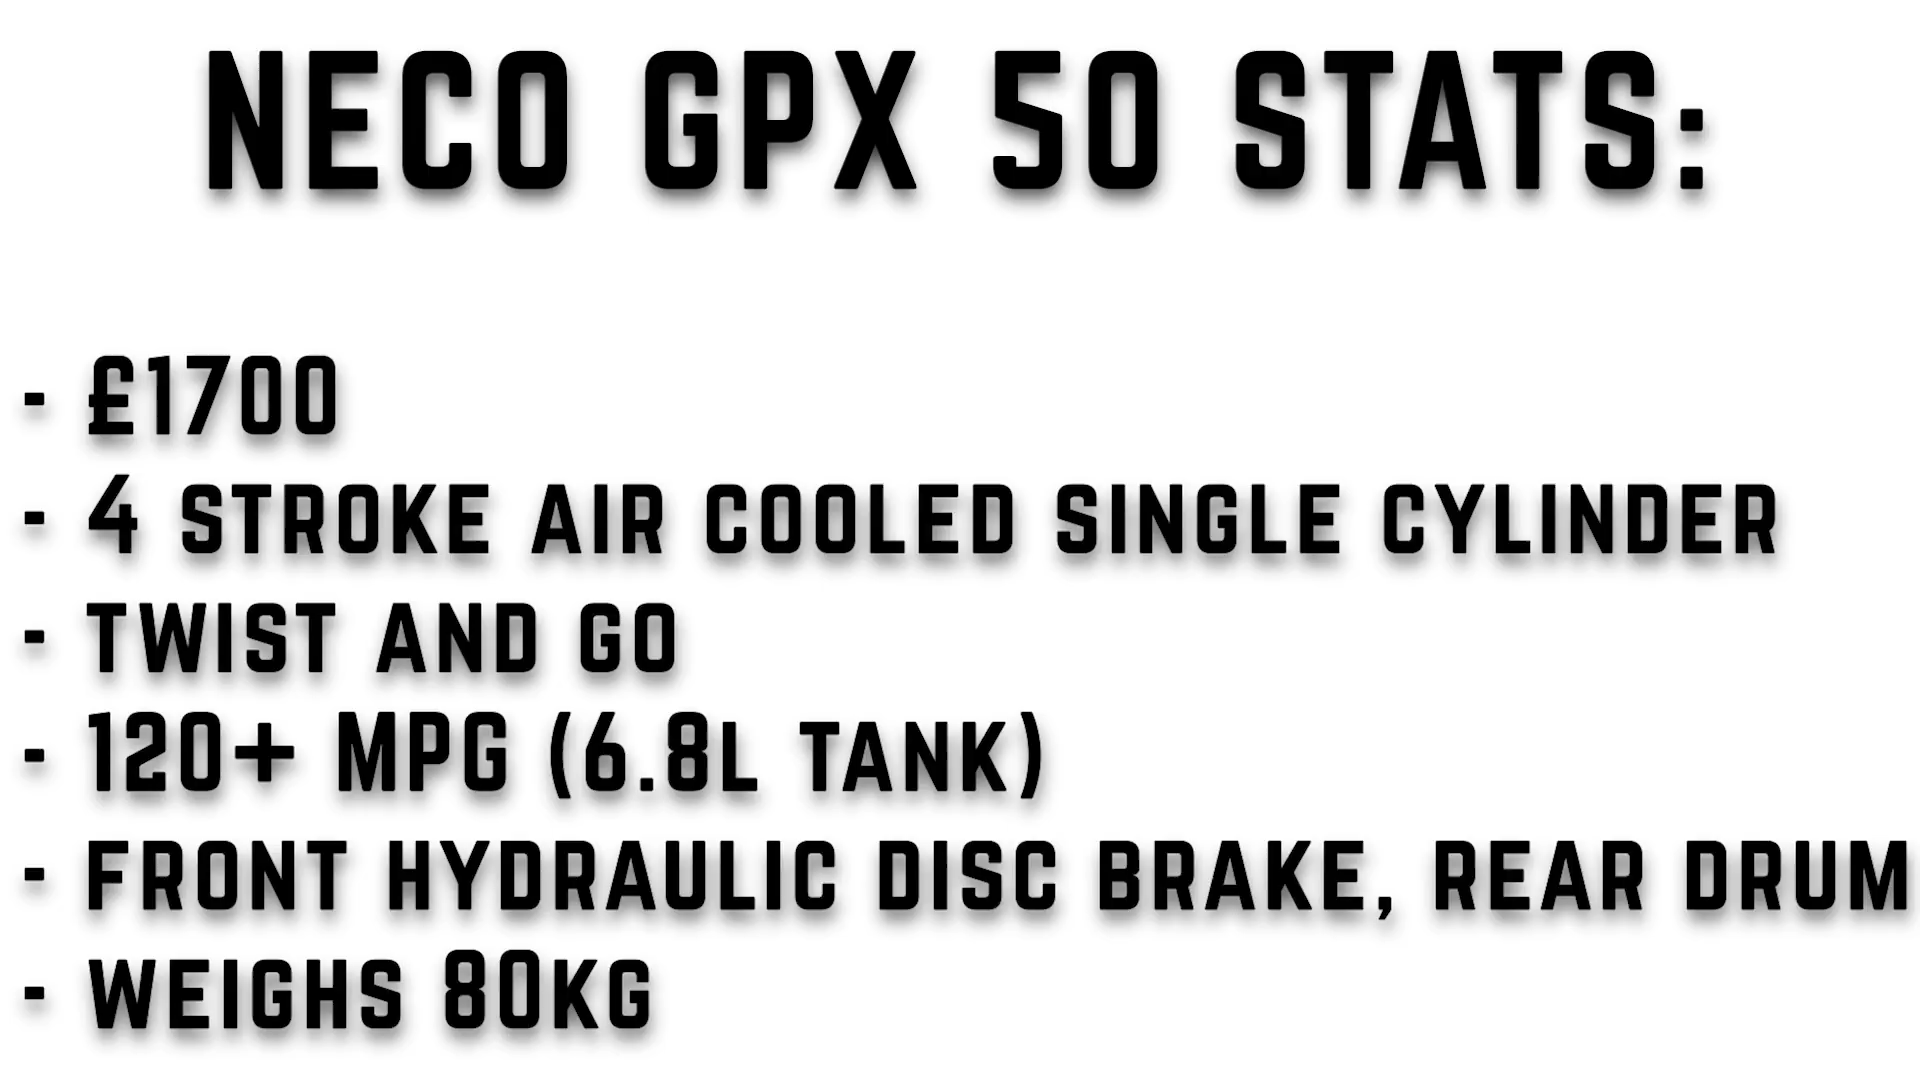 NECO GPX 50 STATS:
- £1700
- 4 STROKE AIR COOLED SINGLE CYLINDER
- TWIST AND GO
- 120+ MPG (6.8L TANK)
- FRONT HYDRAULIC DISC BRAKE, REAR DRUM
- WEIGHS 80KG